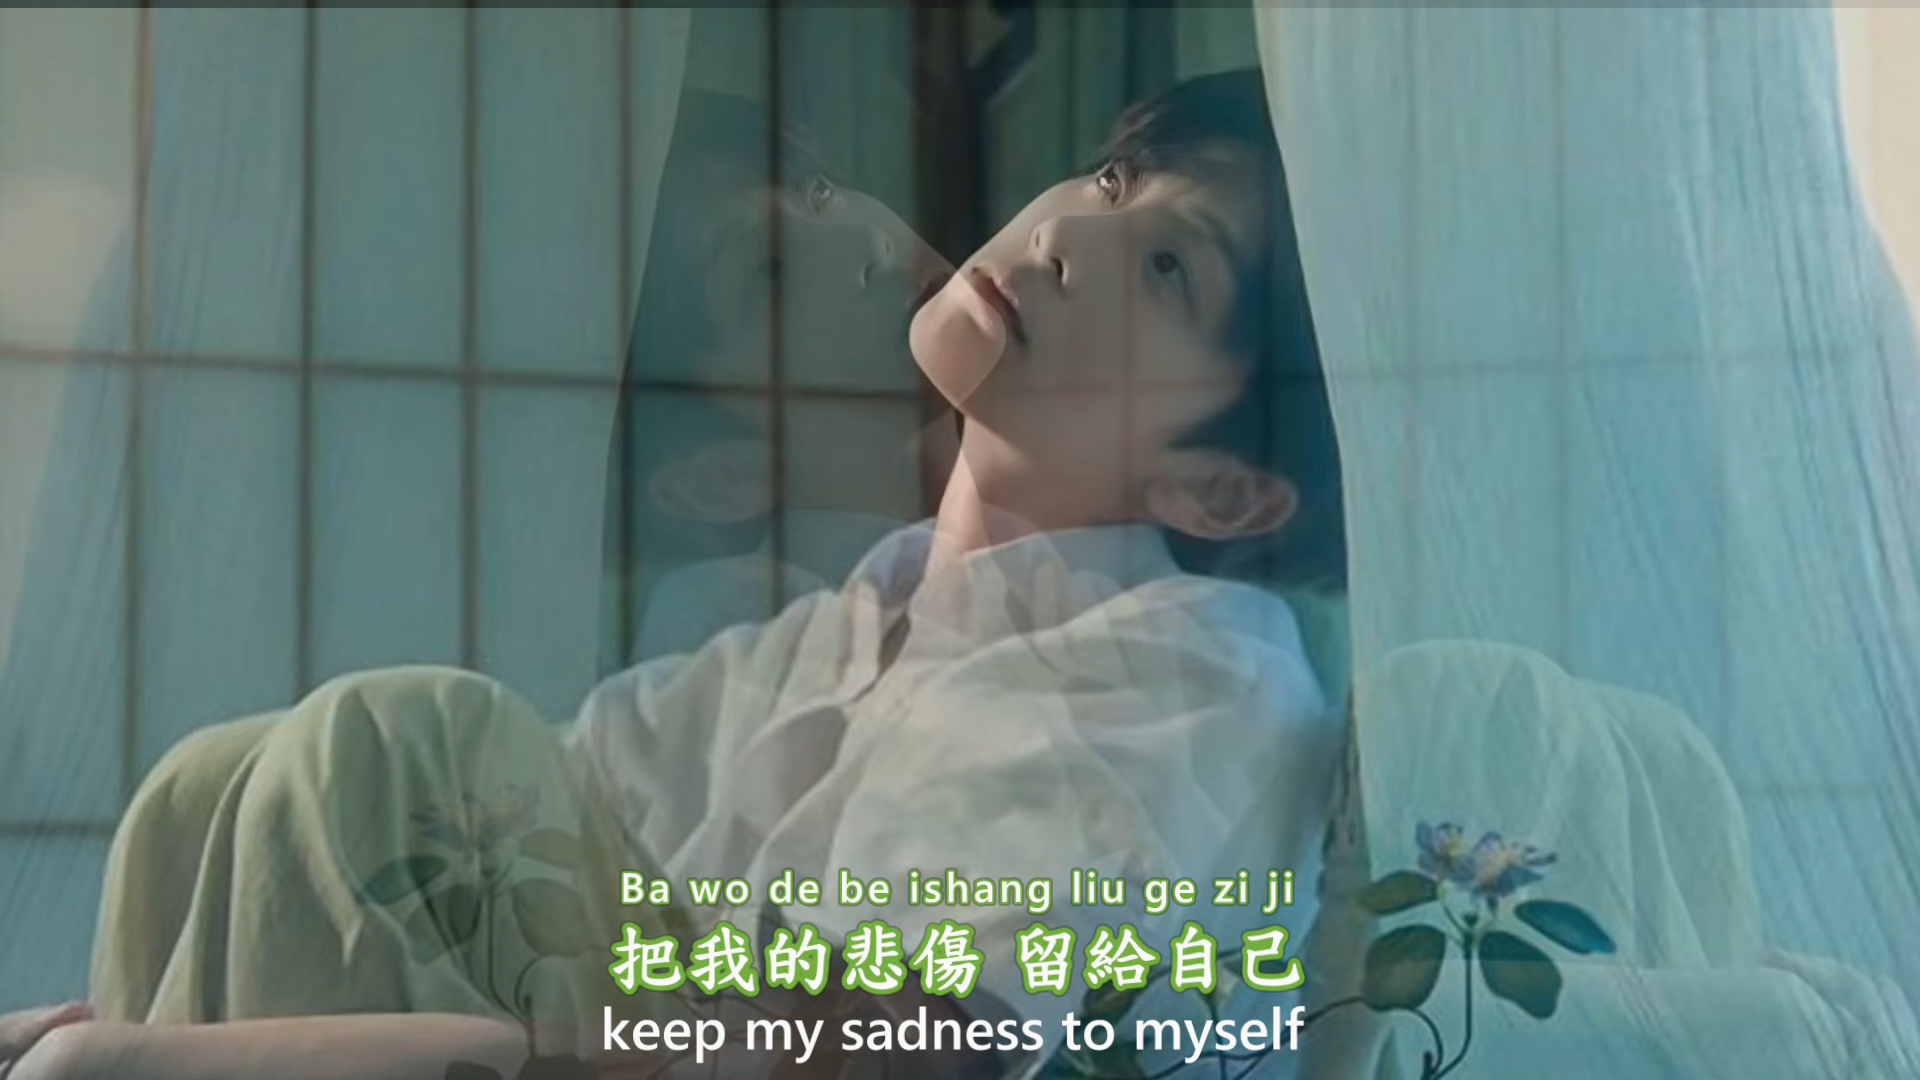 Ba wo de be ishang liu ge zi ji
把我的悲傷 留給自己
keep my sadness to myself